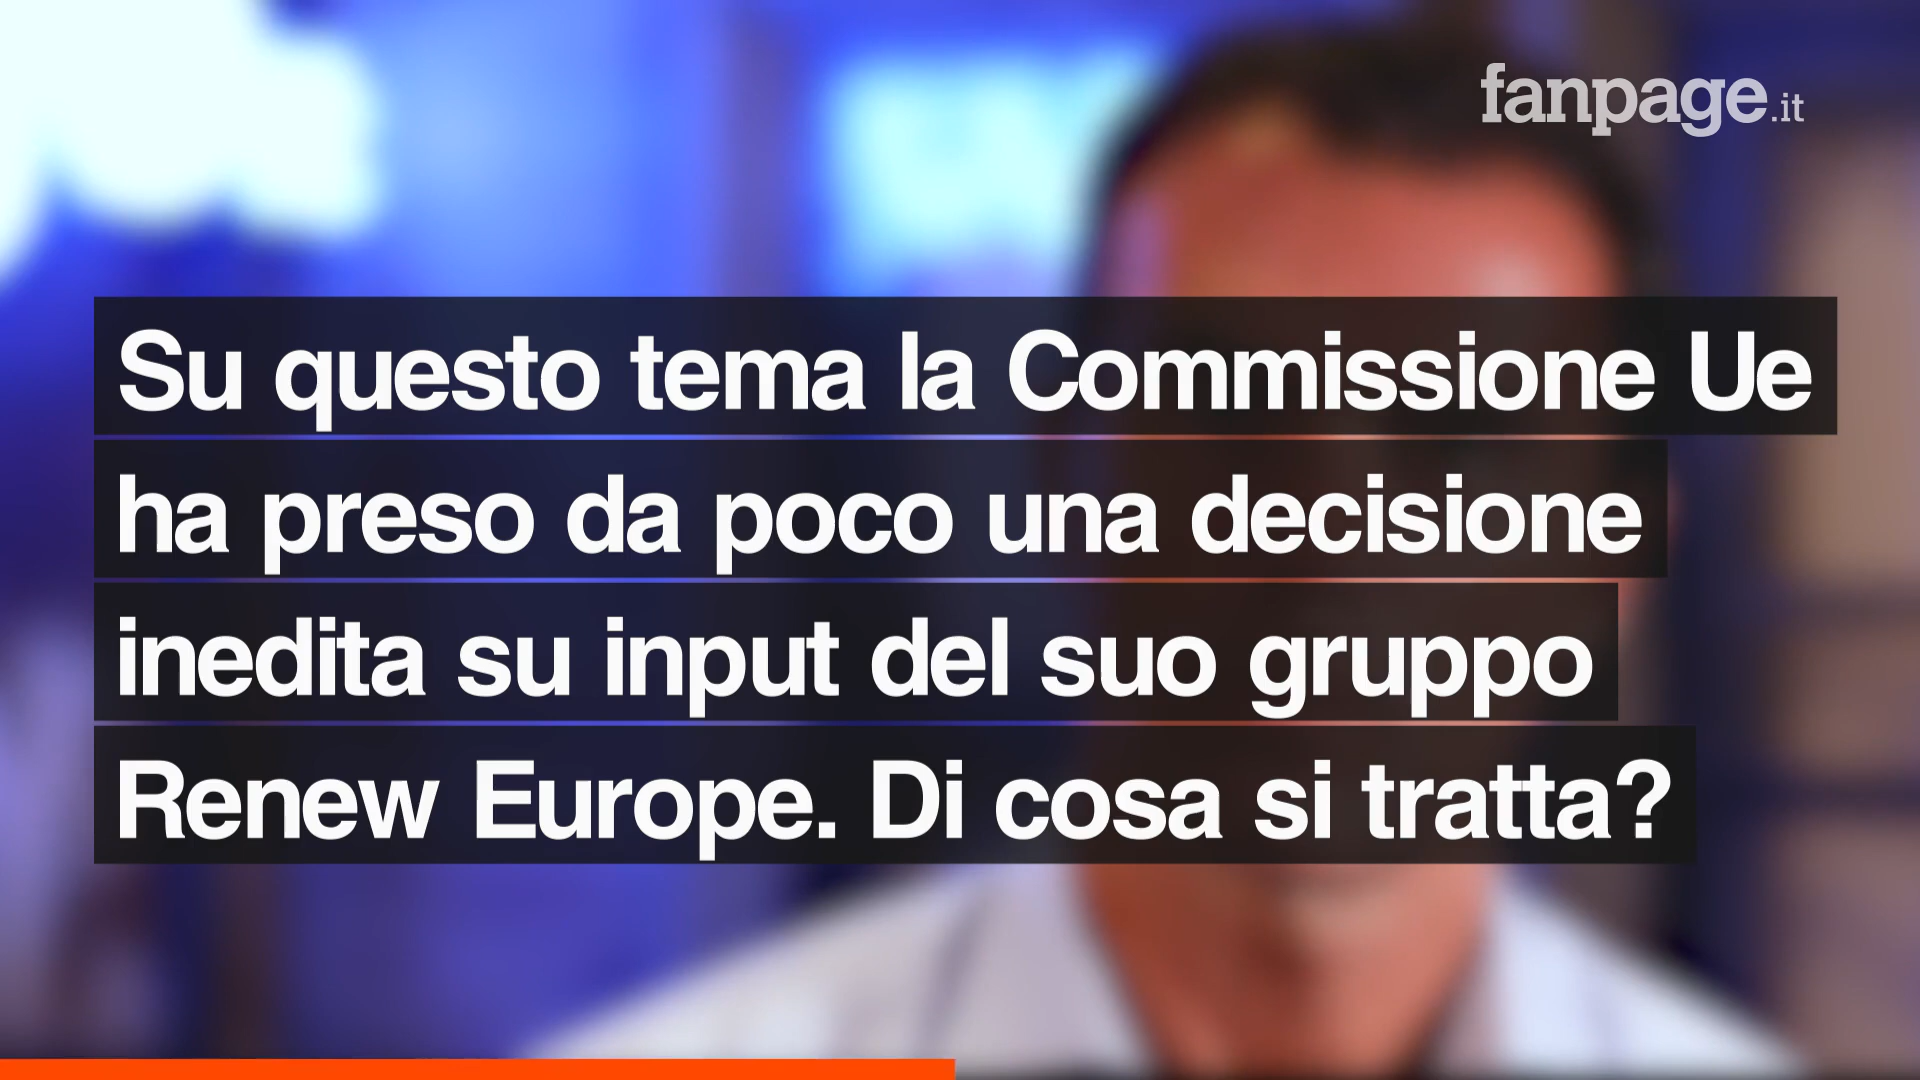 fanpage.it
Su questo tema la Commissione Ue
ha preso da poco una decisione
inedita su input del suo gruppo
Renew Europe. Di cosa si tratta?